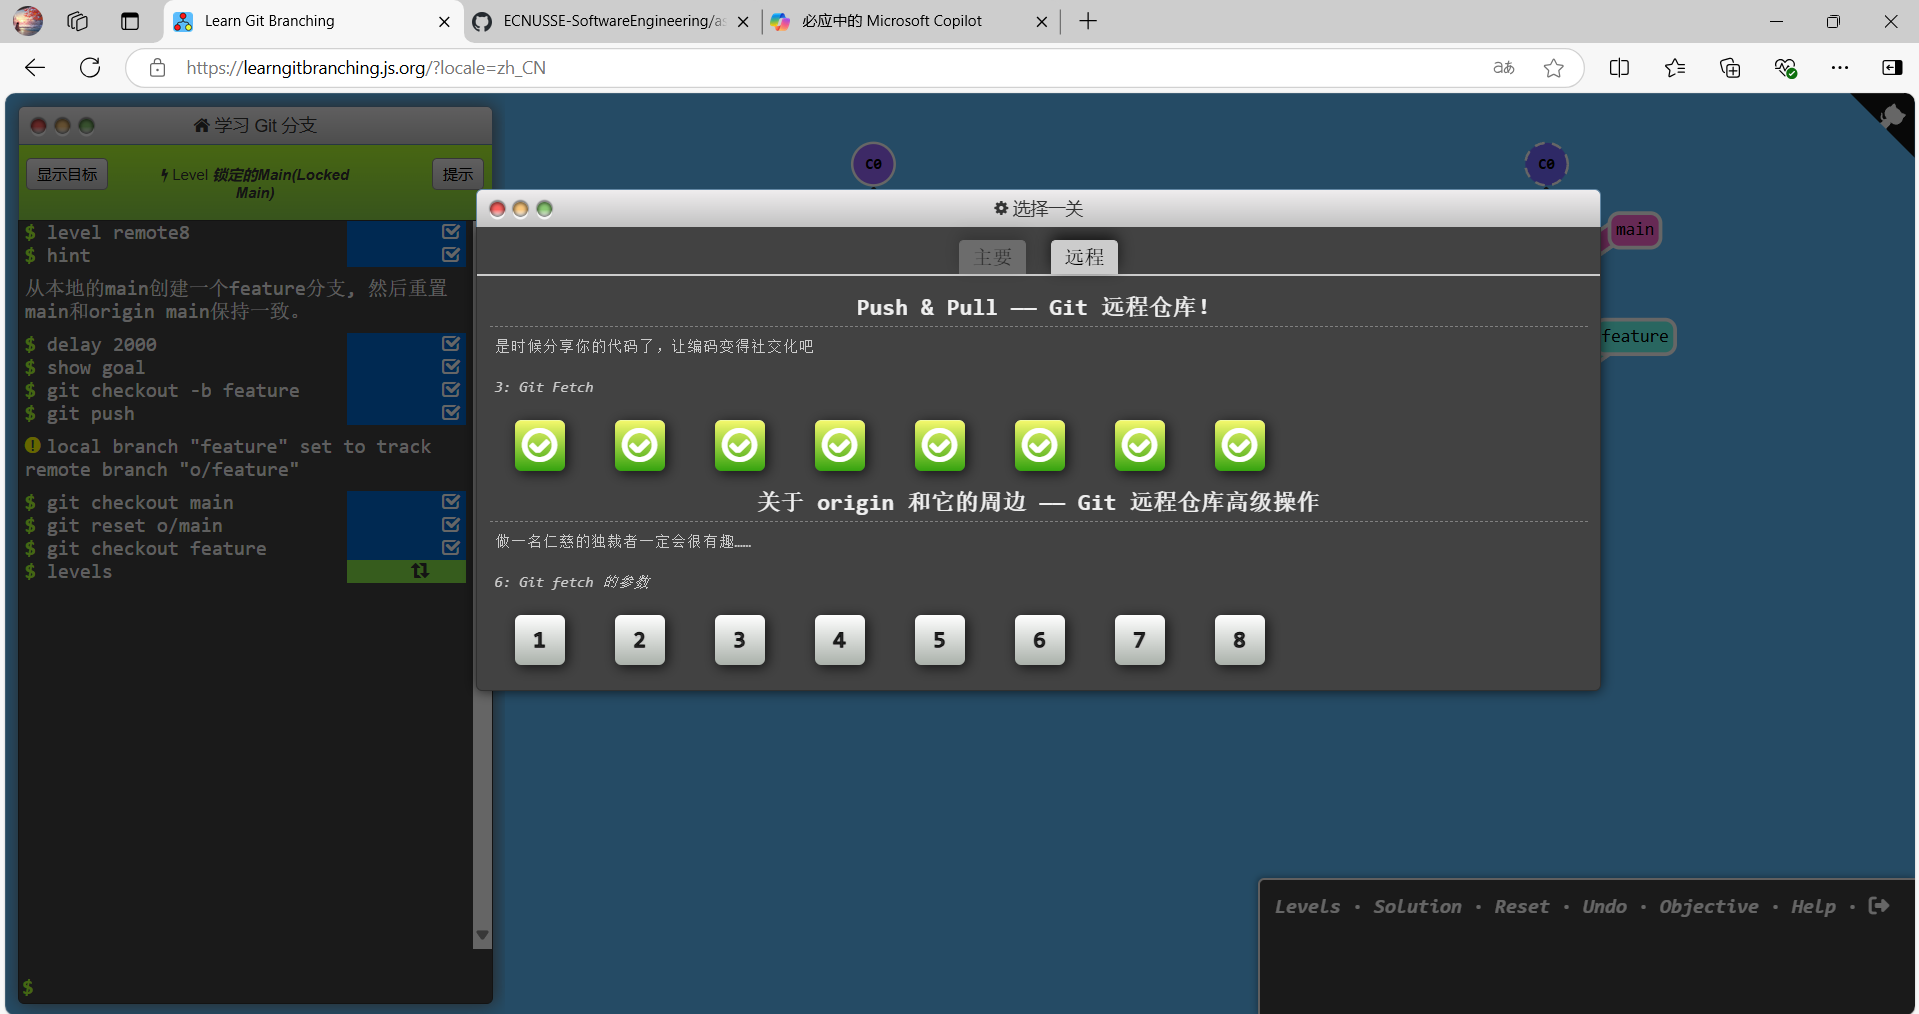 Learn Git Branching
ECNUSSE-SoftwareEngineering/as
必应中的 Microsoft Copilot
https://learngitbranching.js.org/?locale=zh_CN
学习 Git 分支
显示目标
Level 锁定的Main(Locked Main)
提示
$ level remote8
$ hint
从本地的main创建一个feature分支, 然后重置
main和origin main保持一致。
$ delay 2000
$ show goal
$ git checkout -b feature
$ git push
local branch "feature" set to track
remote branch "o/feature"
$ git checkout main
$ git reset o/main
$ git checkout feature
$ levels
$
C0
C0
main
feature
选择一关
主要
远程
Push & Pull —— Git 远程仓库！
是时候分享你的代码了，让编码变得社交化吧
3: Git Fetch
关于 origin 和它的周边 —— Git 远程仓库高级操作
做一名仁慈的独裁者一定会很有趣……
6: Git fetch 的参数
1 2 3 4 5 6 7 8
Levels · Solution · Reset · Undo · Objective · Help ·